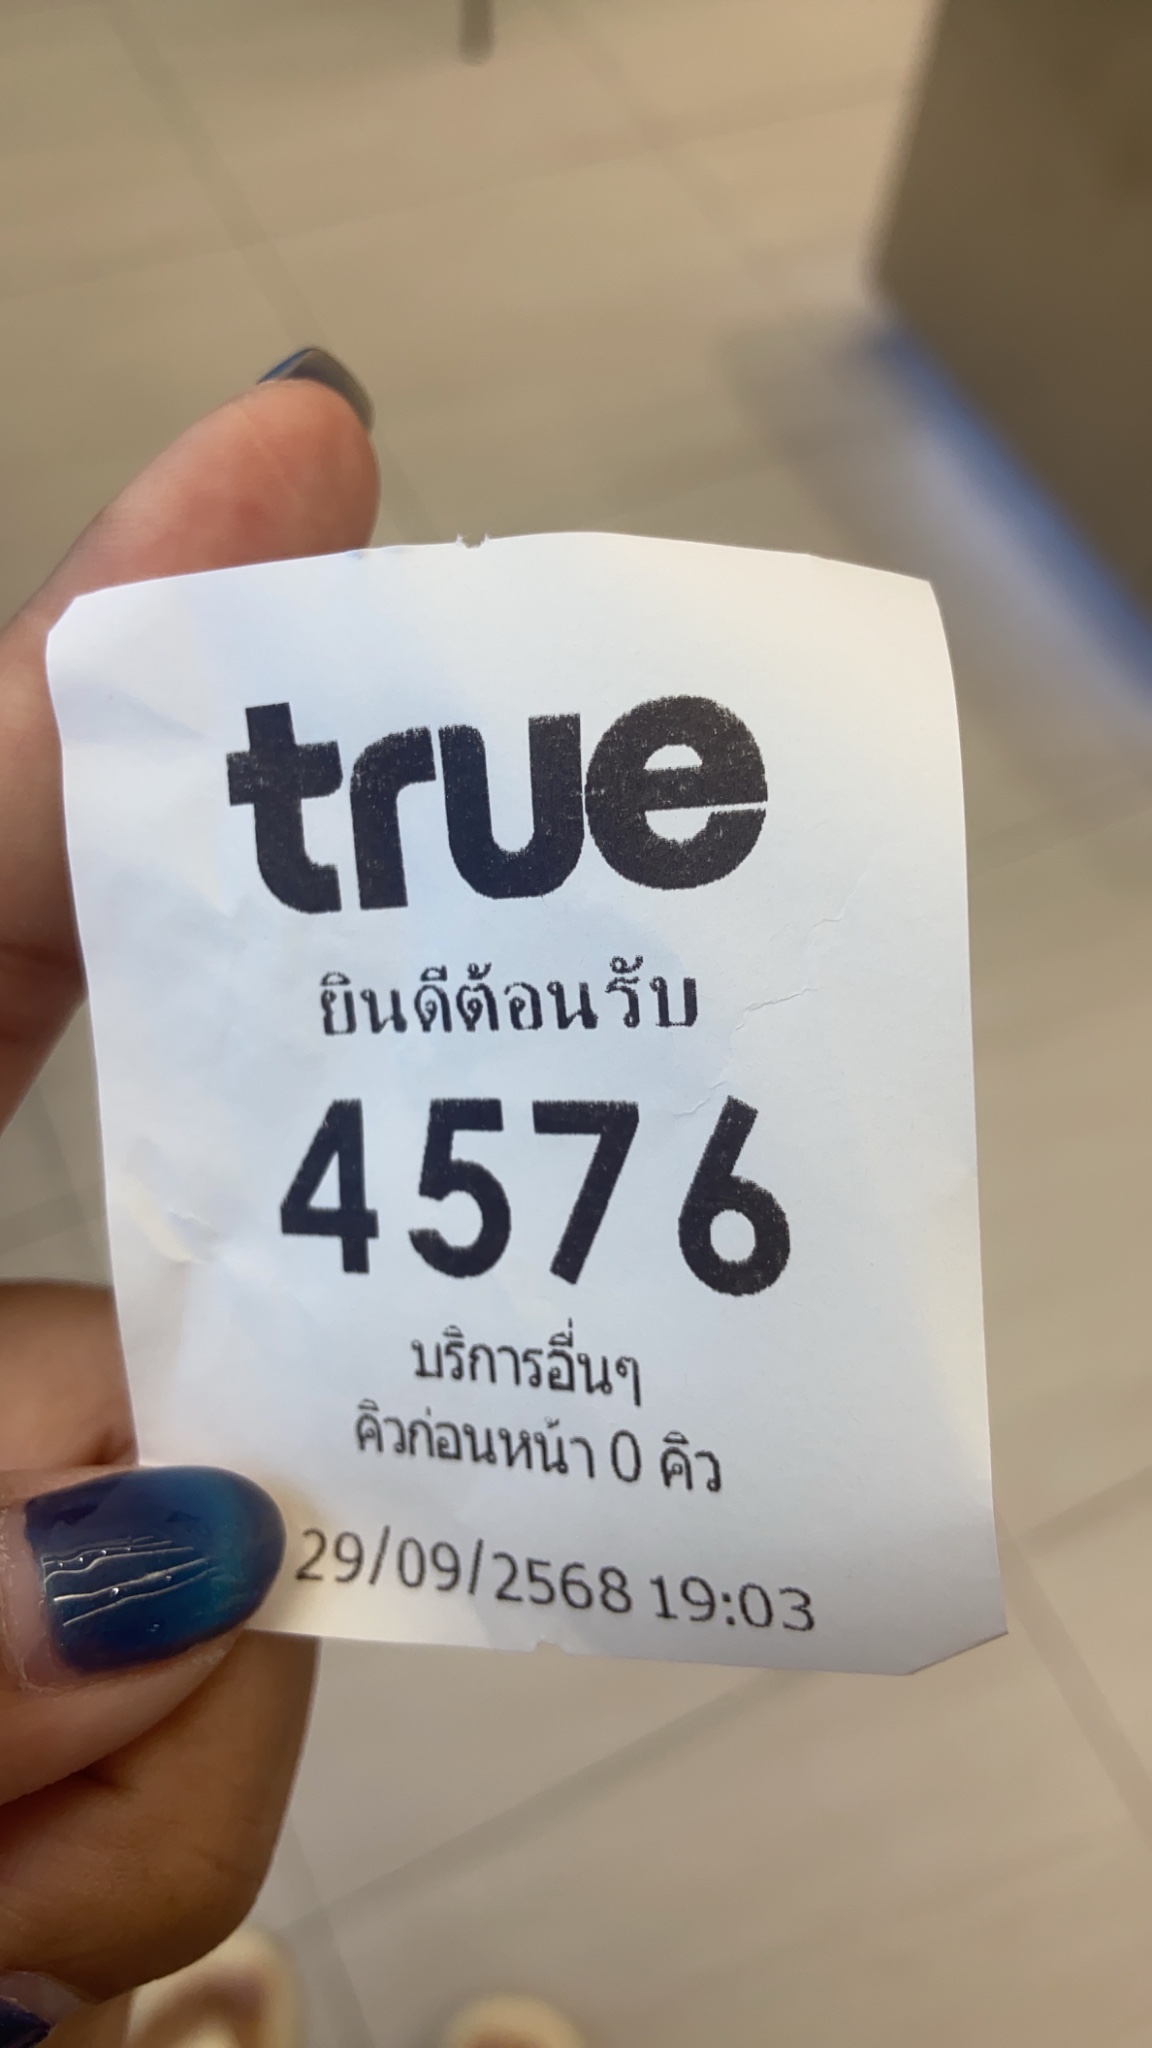 true
ยินดีต้อนรับ
4576
บริการอื่นๆ
คิวก่อนหน้า 0 คิว
29/09/2568 19:03